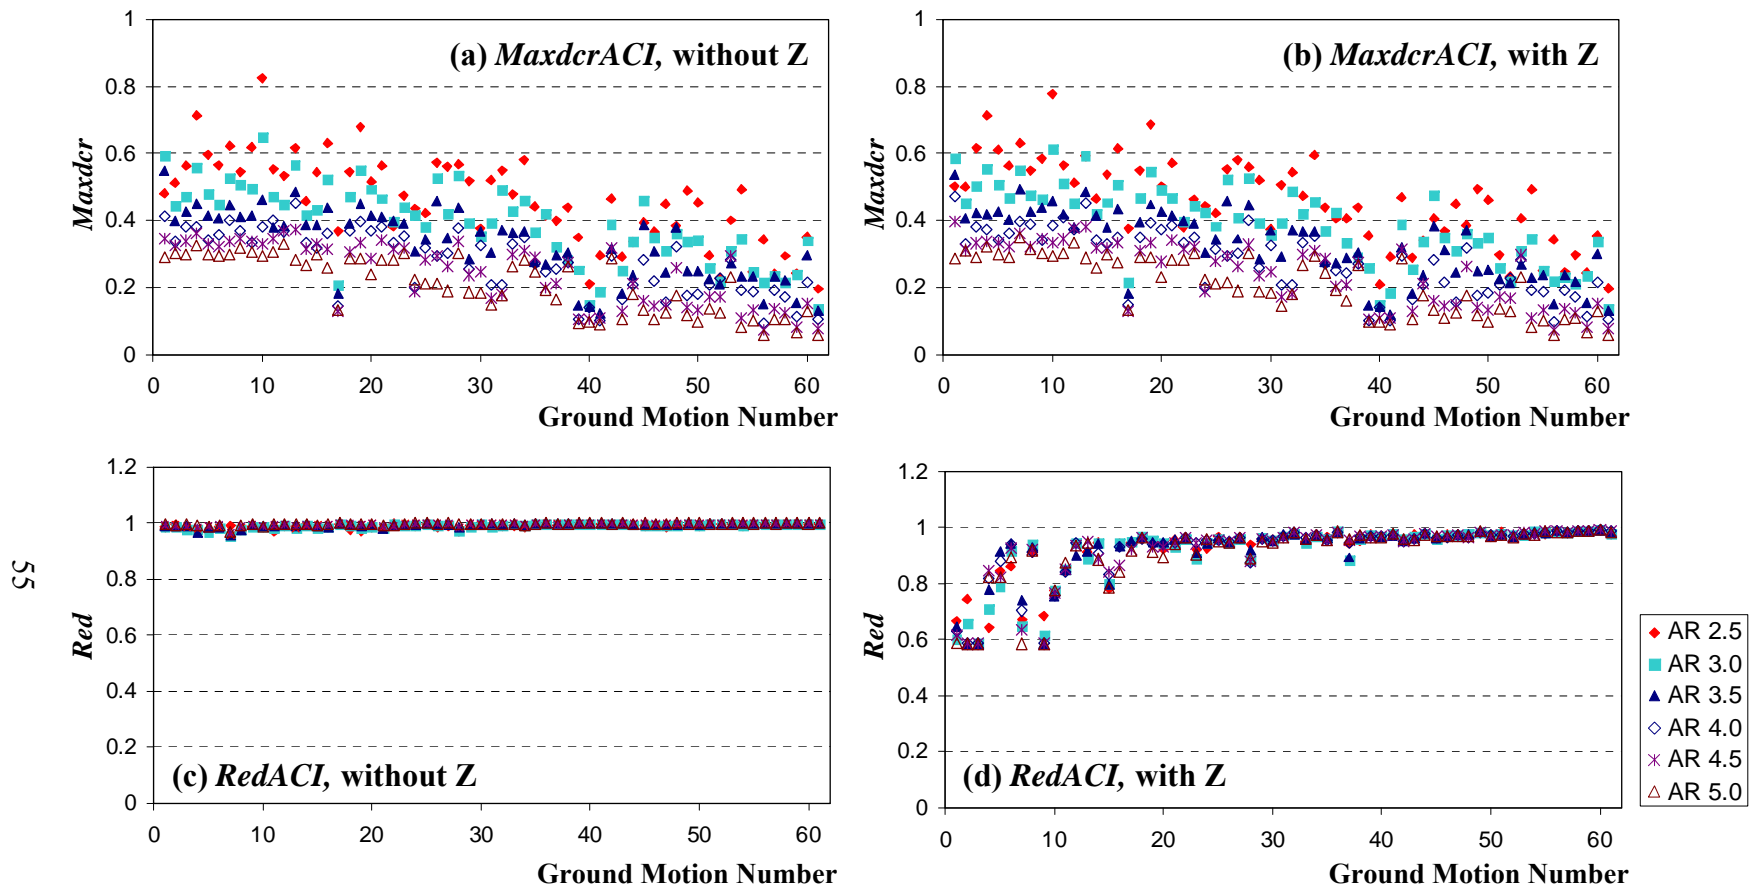 (a) MaxdcrACI, without Z
1
0.8
0.6
0.4
0.2
0
Maxdcr
0 10 20 30 40 50 60
Ground Motion Number
(b) MaxdcrACI, with Z
1
0.8
0.6
0.4
0.2
0
Maxdcr
0 10 20 30 40 50 60
Ground Motion Number
1.2
1
0.8
0.6
0.4
0.2
0
Red
(c) RedACI, without Z
0 10 20 30 40 50 60
Ground Motion Number
1.2
1
0.8
0.6
0.4
0.2
0
Red
(d) RedACI, with Z
0 10 20 30 40 50 60
Ground Motion Number
AR 2.5
AR 3.0
AR 3.5
AR 4.0
AR 4.5
AR 5.0
55